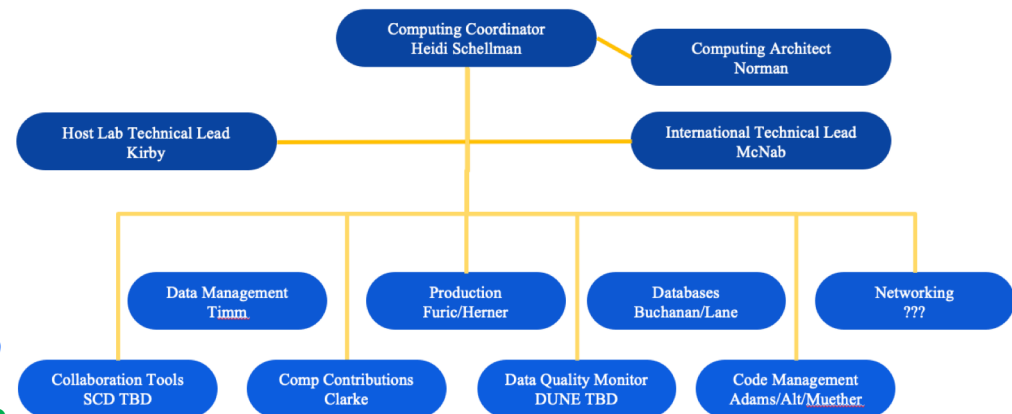 Computing Coordinator
Heidi Schellman
Computing Architect
Norman
Host Lab Technical Lead
Kirby
International Technical Lead
McNab
Data Management
Timm
Production
Furic/Herner
Databases
Buchanan/Lane
Networking
???
Collaboration Tools
SCD TBD
Comp Contributions
Clarke
Data Quality Monitor
DUNE TBD
Code Management
Adams/Alt/Muether